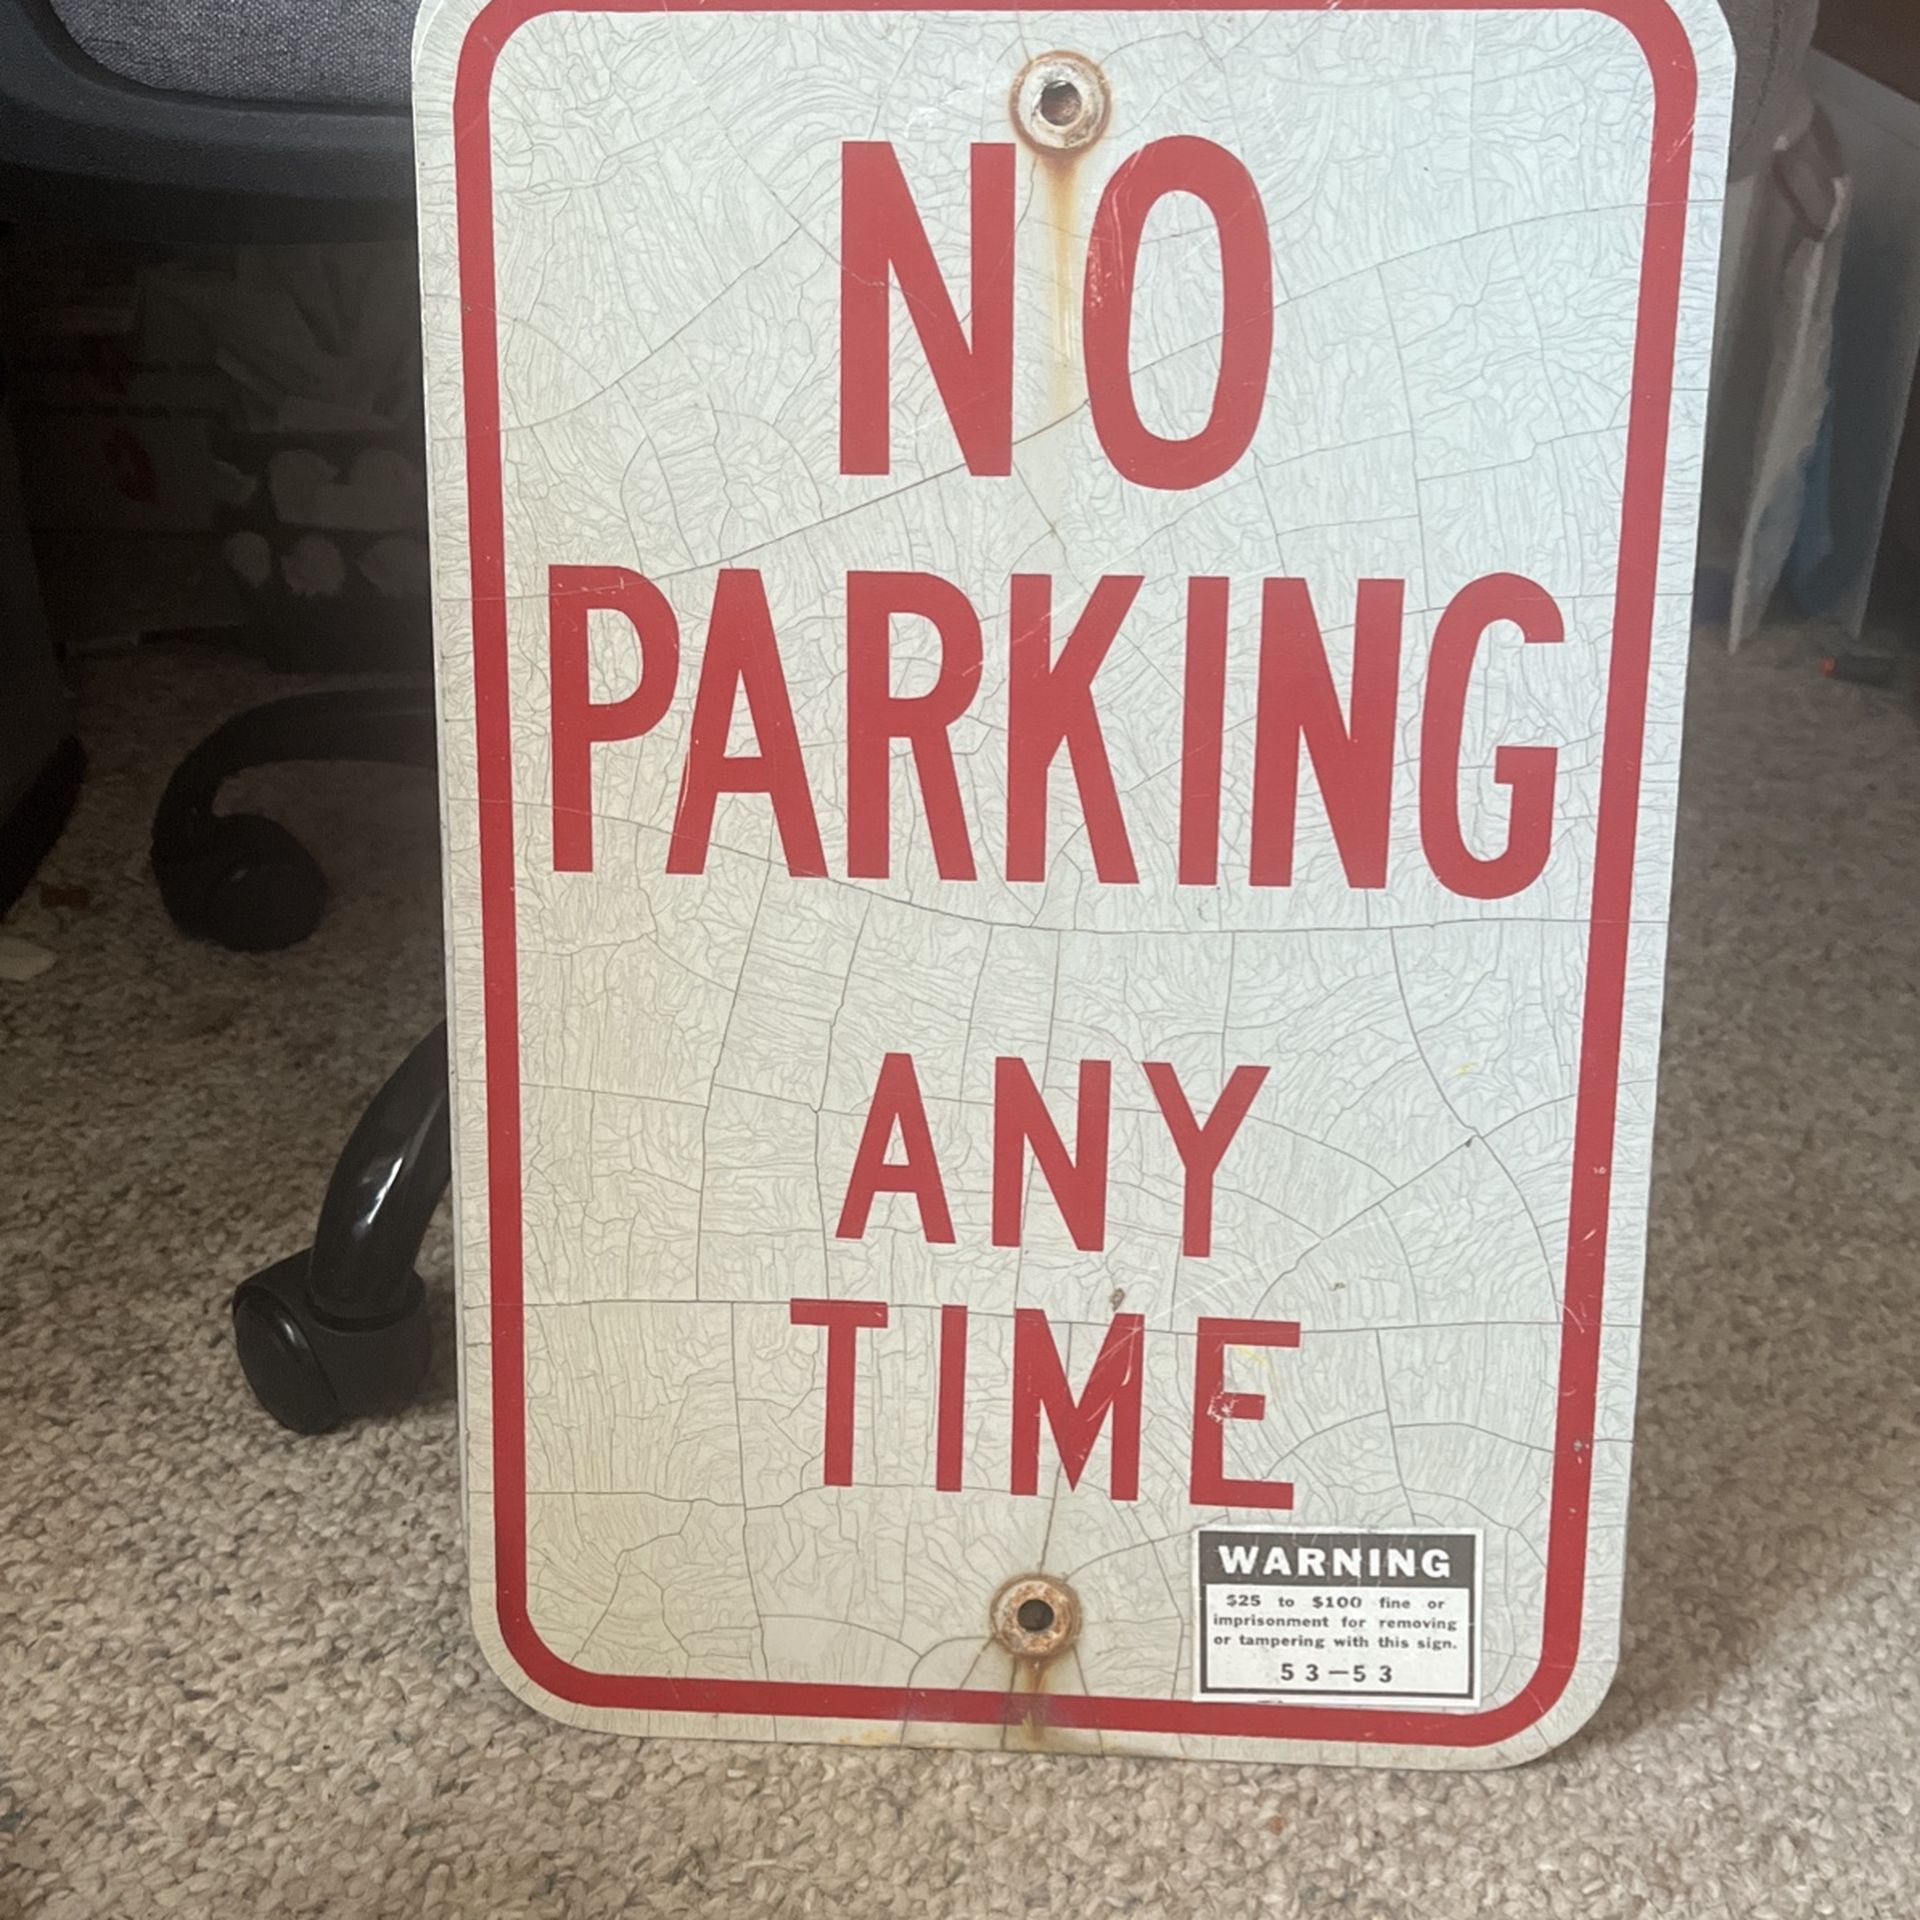 NO
PARKING
ANY
TIME
WARNING
$25 to $100 fine or
imprisonment for removing
or tampering with this sign.
53-53